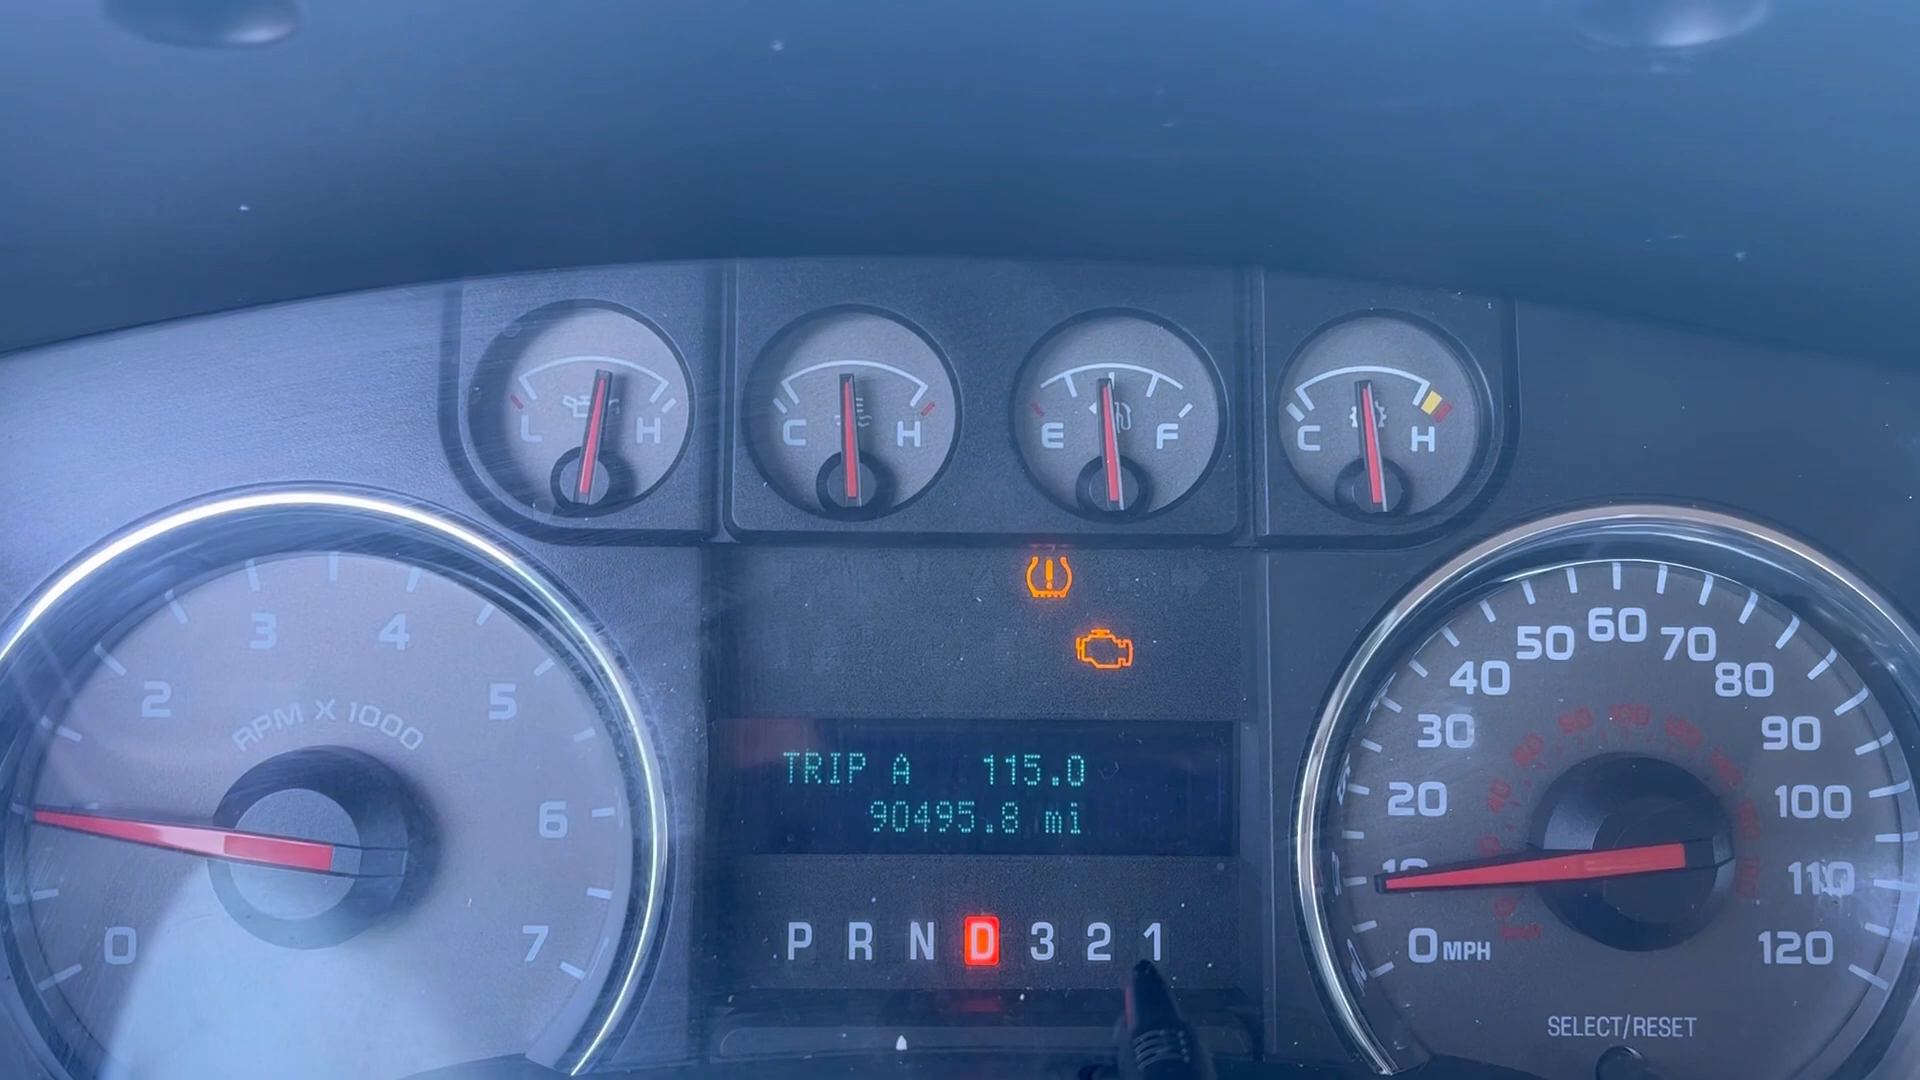 L H
C H
E F
C H
0 2 3 4 5 6 7
RPM X 1000
TRIP A 115.0
90495.8 mi
P R N D 3 2 1
0 MPH 10 20 30 40 50 60 70 80 90 100 110 120
SELECT/RESET